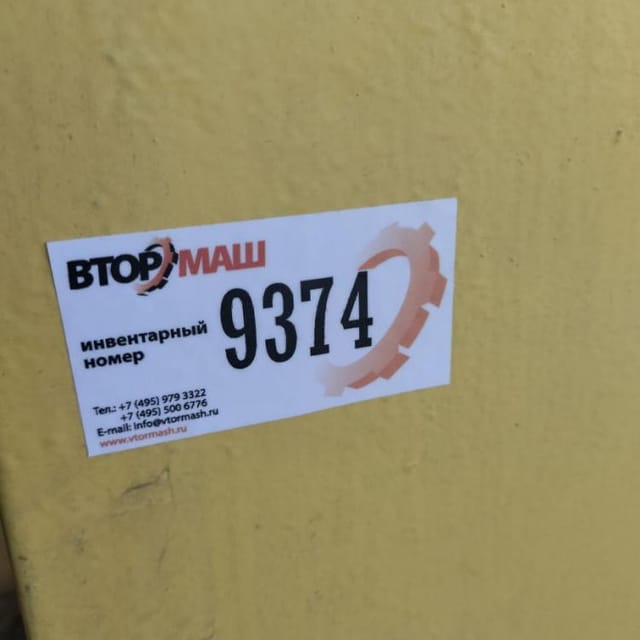 ВТОРМАШ
инвентарный
номер
9374
Тел.: +7 (495) 979 3322
+7 (495) 500 6776
E-mail: info@vtormash.ru
www.vtormash.ru